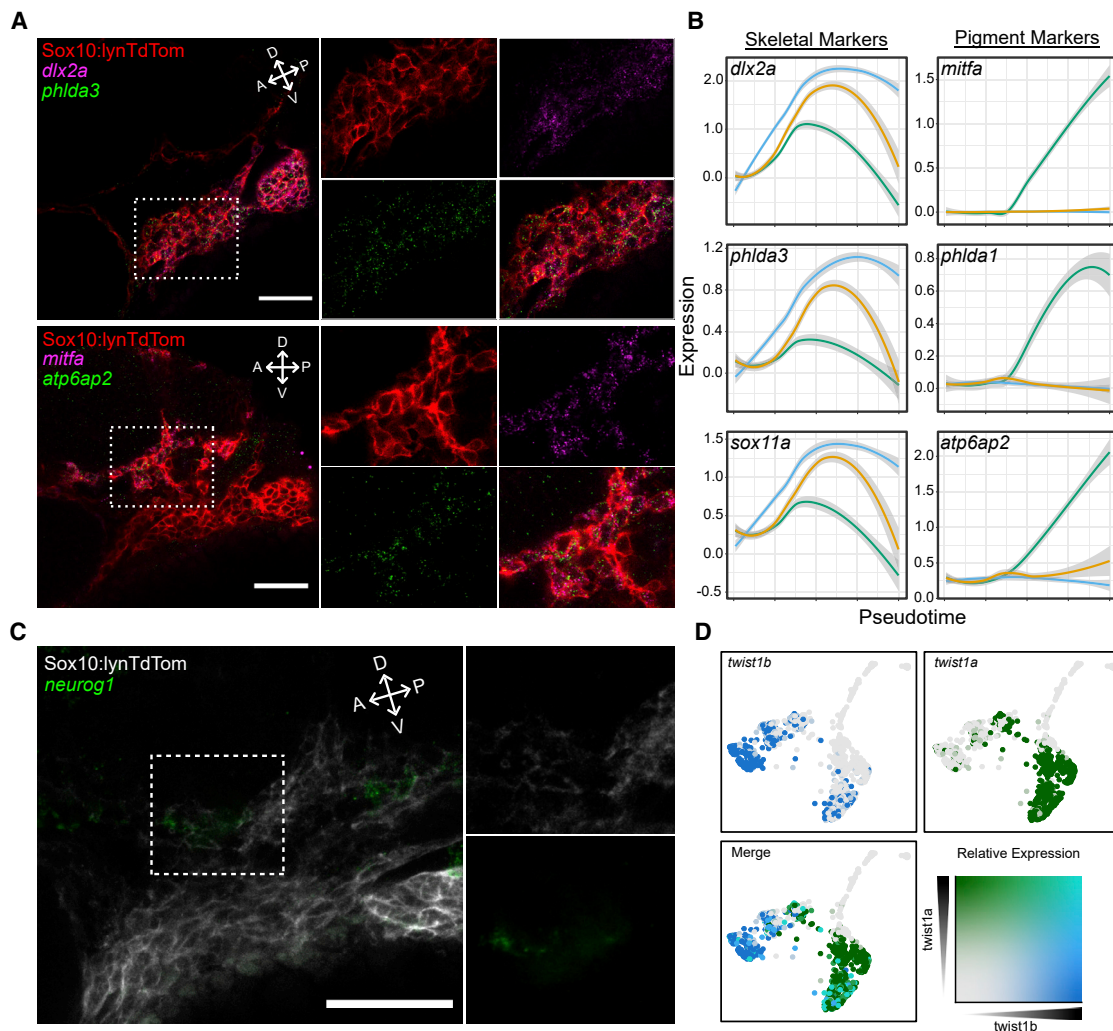 A
Sox10:lynTdTom
dlx2a
phlda3
D
A
P
V
Sox10:lynTdTom
mitfa
atp6ap2
D
A
P
V
B
Skeletal Markers
Pigment Markers
Expression
dlx2a
2.0
1.0
0.0
mitfa
1.5
1.0
0.5
0.0
phlda3
1.2
0.8
0.4
0.0
phlda1
0.8
0.6
0.4
0.2
0.0
sox11a
1.5
1.0
0.5
0.0
-0.5
atp6ap2
2.0
1.5
1.0
0.5
0.0
Pseudotime
C
Sox10:lynTdTom
neurog1
D
A
P
V
D
twist1b
twist1a
Merge
Relative Expression
twist1a
twist1b